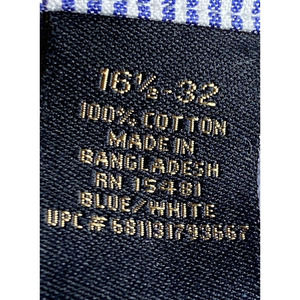 16½-32
100% COTTON
MADE IN
BANGLADESH
RN 15481
BLUE/WHITE
UPC # 681131793667